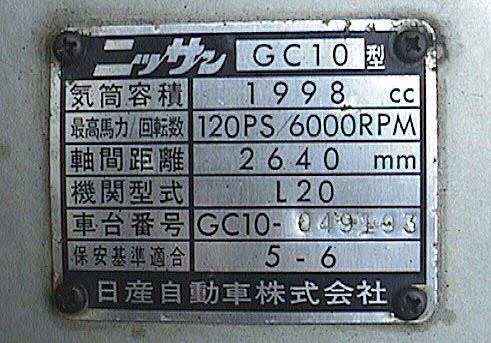 ニッサン GC10 型
気筒容積 1998 cc
最高馬力/回転数 120PS/6000RPM
軸間距離 2640 mm
機関型式 L20
車台番号 GC10-049193
保安基準適合 5-6
日産自動車株式会社